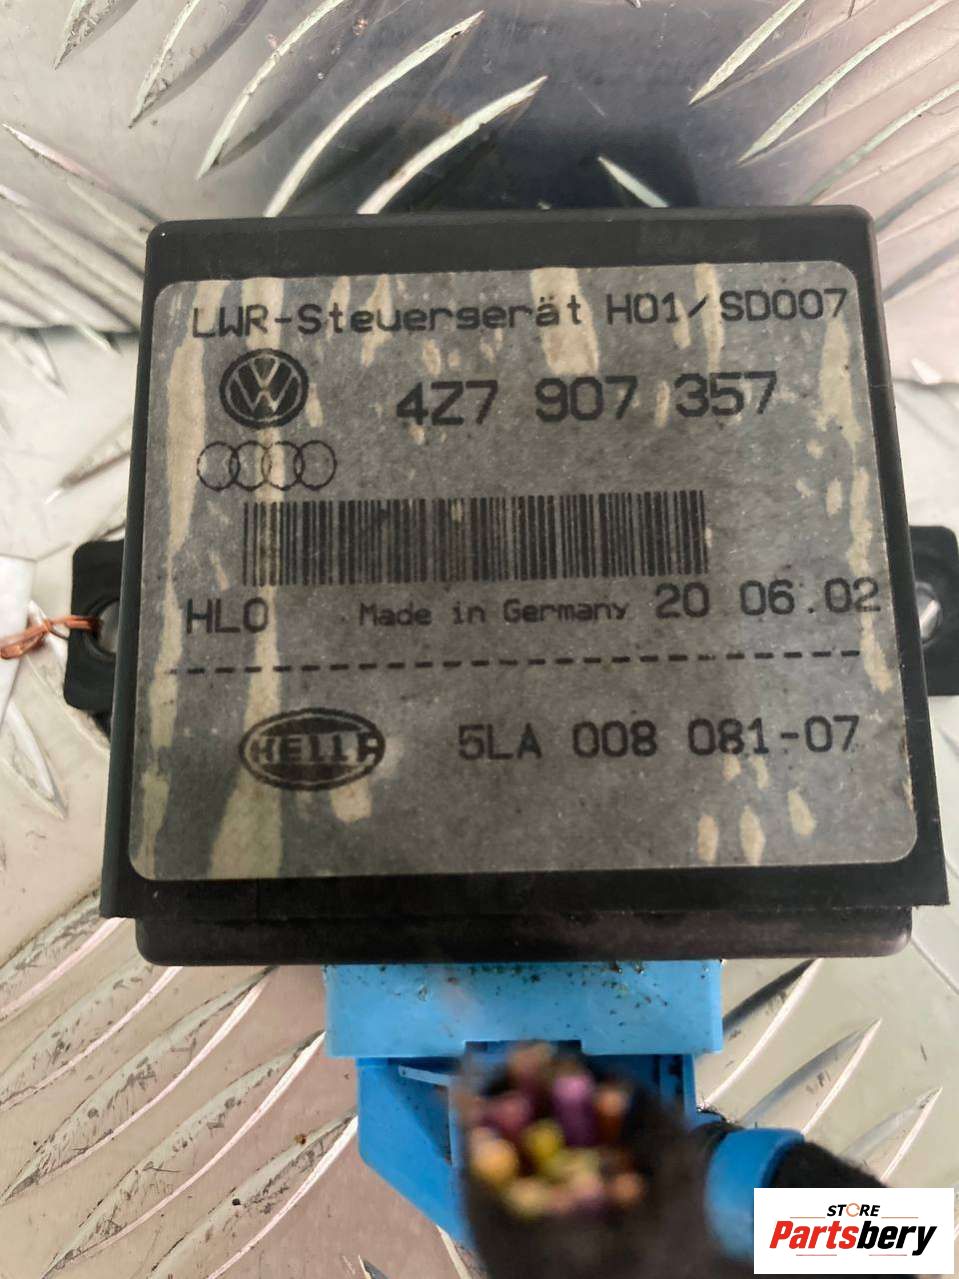 LWR-Steuergerät H01/SD007
4Z7 907 357
HLO Made in Germany 20 06.02
HELLA 5LA 008 081-07
STORE
Partsbery